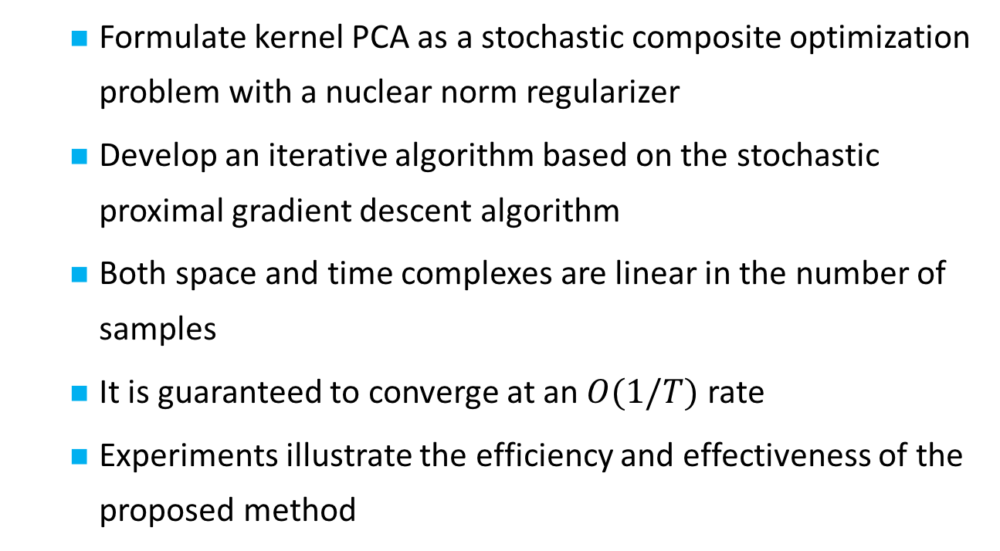 ■ Formulate kernel PCA as a stochastic composite optimization
problem with a nuclear norm regularizer
■ Develop an iterative algorithm based on the stochastic
proximal gradient descent algorithm
■ Both space and time complexes are linear in the number of
samples
■ It is guaranteed to converge at an O(1/T) rate
■ Experiments illustrate the efficiency and effectiveness of the
proposed method